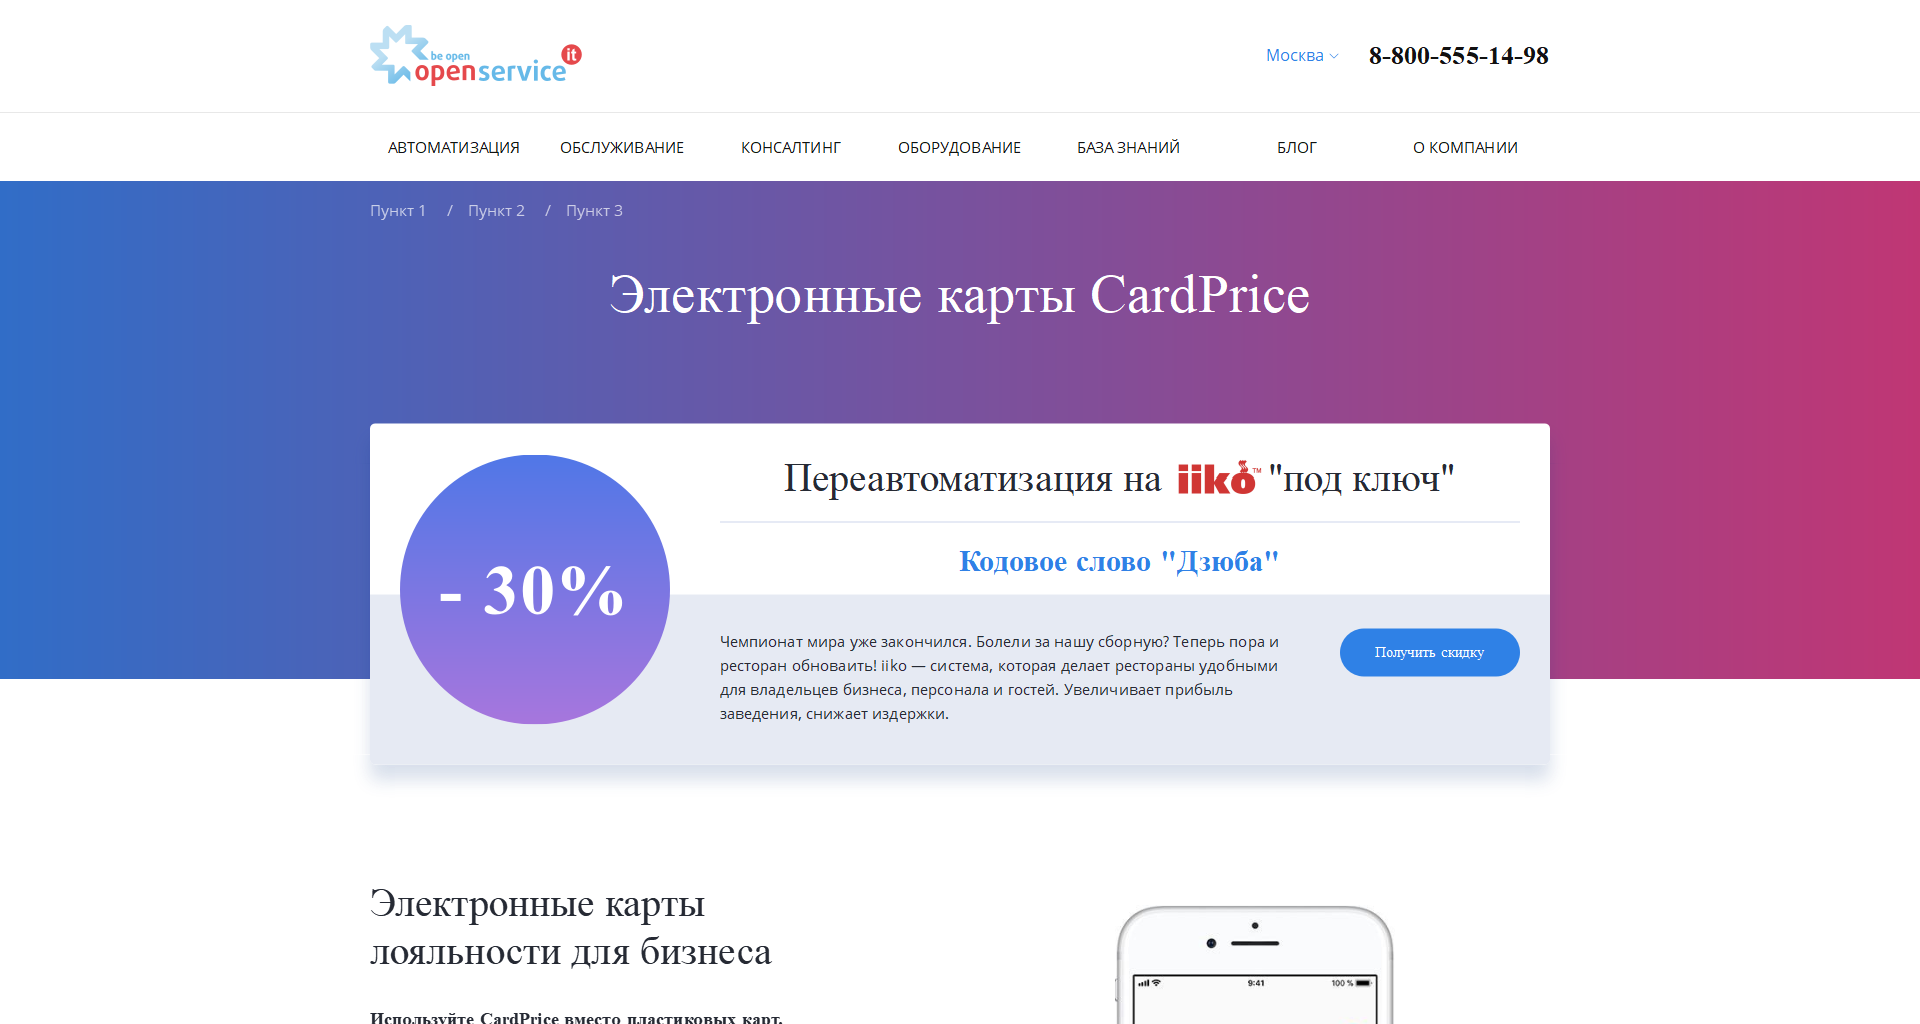 be open
openservice it
Москва
8-800-555-14-98
АВТОМАТИЗАЦИЯ ОБСЛУЖИВАНИЕ КОНСАЛТИНГ ОБОРУДОВАНИЕ БАЗА ЗНАНИЙ БЛОГ О КОМПАНИИ
Пункт 1 / Пункт 2 / Пункт 3
Электронные карты CardPrice
- 30%
Переавтоматизация на iiko™ "под ключ"
Кодовое слово "Дзюба"
Чемпионат мира уже закончился. Болели за нашу сборную? Теперь пора и
ресторан обноваить! iiko — система, которая делает рестораны удобными
для владельцев бизнеса, персонала и гостей. Увеличивает прибыль
заведения, снижает издержки.
Получить скидку
Электронные карты
лояльности для бизнеса
Используйте CardPrice вместо пластиковых карт.
9:41
100 %